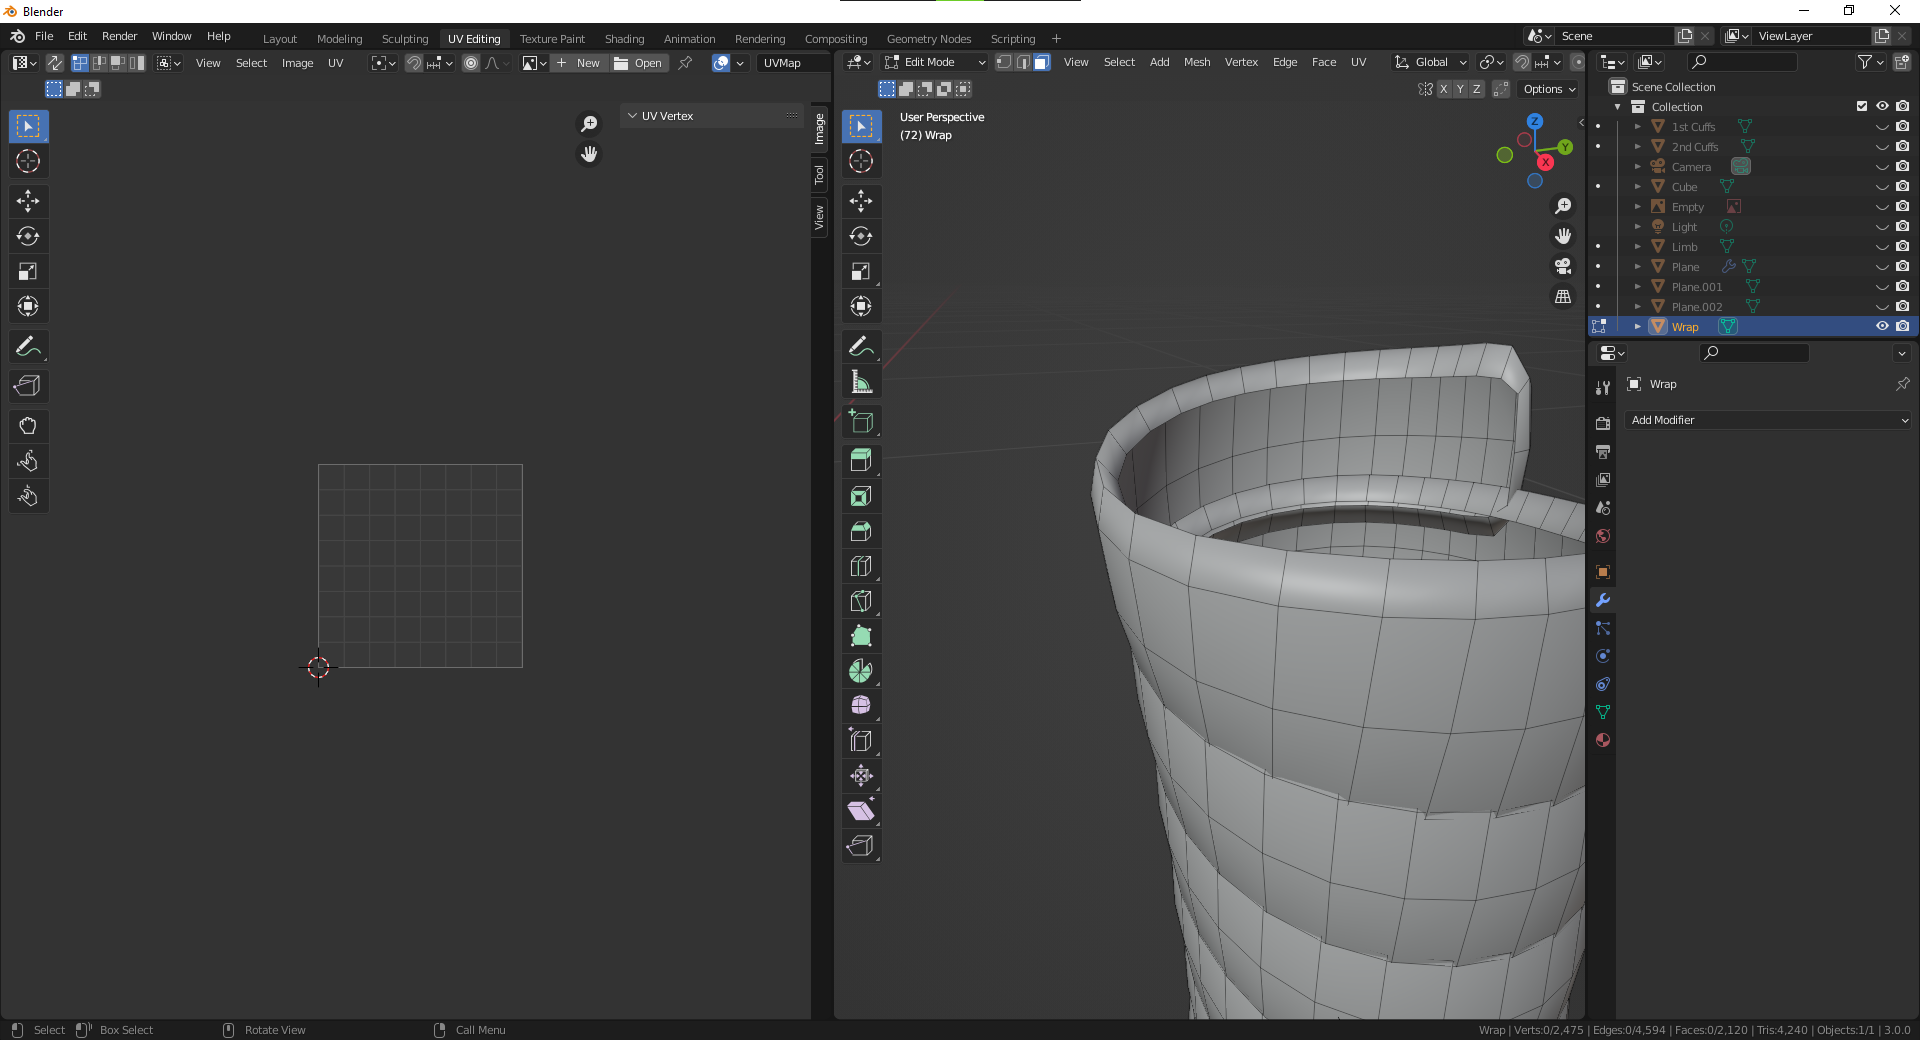 Blender
File Edit Render Window Help
Layout Modeling Sculpting UV Editing Texture Paint Shading Animation Rendering Compositing Geometry Nodes Scripting +
Scene
ViewLayer
View Select Image UV
New
Open
UVMap
Edit Mode
View Select Add Mesh Vertex Edge Face UV
Global
X Y Z
Options
UV Vertex
Image
Tool
View
User Perspective
(72) Wrap
Z
Y
X
Scene Collection
Collection
1st Cuffs
2nd Cuffs
Camera
Cube
Empty
Light
Limb
Plane
Plane.001
Plane.002
Wrap
Wrap
Add Modifier
Select
Box Select
Rotate View
Call Menu
Wrap | Verts:0/2,475 | Edges:0/4,594 | Faces:0/2,120 | Tris:4,240 | Objects:1/1 | 3.0.0